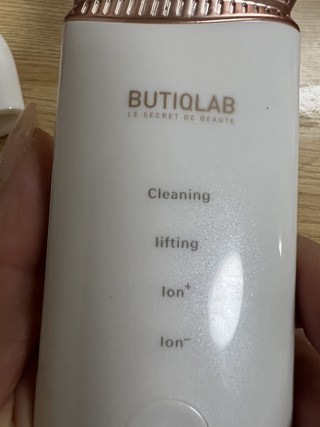 BUTIQLAB
LE SECRET DE BEAUTE
Cleaning
lifting
Ion⁺
Ion⁻